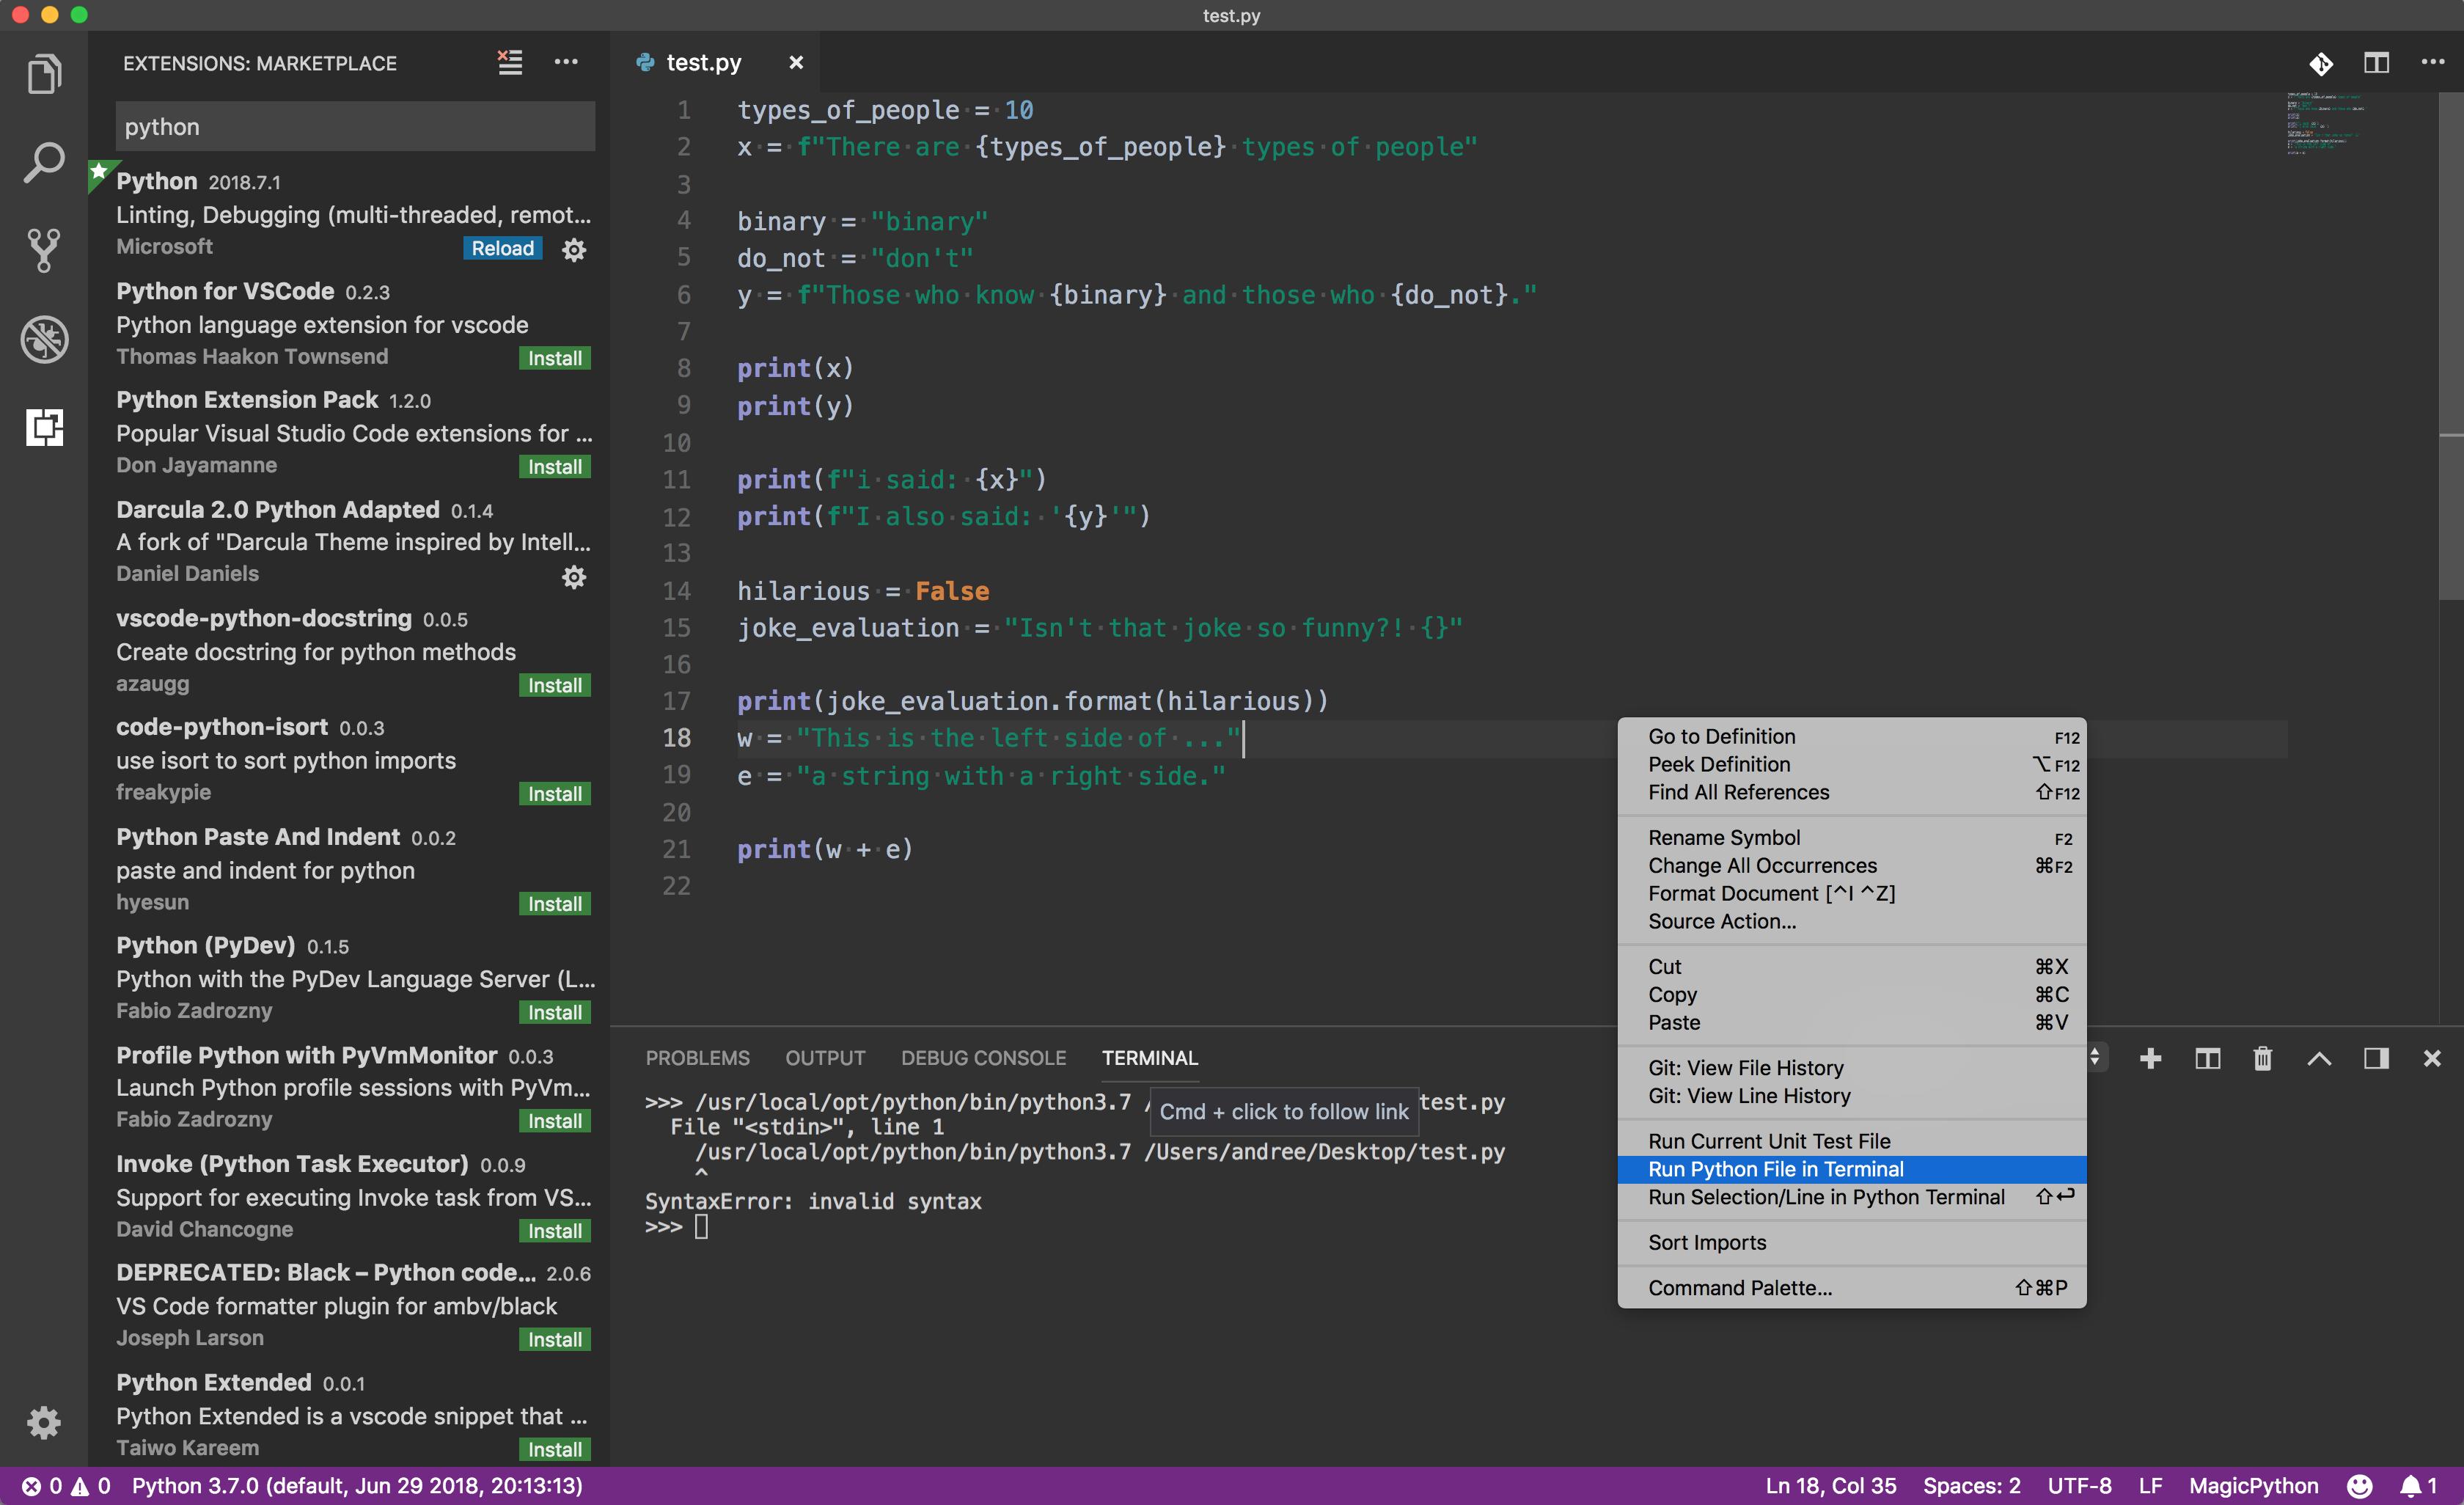 test.py
EXTENSIONS: MARKETPLACE
python
Python 2018.7.1
Linting, Debugging (multi-threaded, remot...
Microsoft
Reload
Python for VSCode 0.2.3
Python language extension for vscode
Thomas Haakon Townsend
Install
Python Extension Pack 1.2.0
Popular Visual Studio Code extensions for ...
Don Jayamanne
Install
Darcula 2.0 Python Adapted 0.1.4
A fork of "Darcula Theme inspired by Intell...
Daniel Daniels
vscode-python-docstring 0.0.5
Create docstring for python methods
azaugg
Install
code-python-isort 0.0.3
use isort to sort python imports
freakypie
Install
Python Paste And Indent 0.0.2
paste and indent for python
hyesun
Install
Python (PyDev) 0.1.5
Python with the PyDev Language Server (L...
Fabio Zadrozny
Install
Profile Python with PyVmMonitor 0.0.3
Launch Python profile sessions with PyVm...
Fabio Zadrozny
Install
Invoke (Python Task Executor) 0.0.9
Support for executing Invoke task from VS...
David Chancogne
Install
DEPRECATED: Black – Python code... 2.0.6
VS Code formatter plugin for ambv/black
Joseph Larson
Install
Python Extended 0.0.1
Python Extended is a vscode snippet that ...
Taiwo Kareem
Install
test.py
1 types_of_people = 10
2 x = f"There are {types_of_people} types of people"
3
4 binary = "binary"
5 do_not = "don't"
6 y = f"Those who know {binary} and those who {do_not}."
7
8 print(x)
9 print(y)
10
11 print(f"i said: {x}")
12 print(f"I also said: '{y}'")
13
14 hilarious = False
15 joke_evaluation = "Isn't that joke so funny?! {}"
16
17 print(joke_evaluation.format(hilarious))
18 w = "This is the left side of ..."
19 e = "a string with a right side."
20
21 print(w + e)
22
PROBLEMS OUTPUT DEBUG CONSOLE TERMINAL
>>> /usr/local/opt/python/bin/python3.7 / test.py
Cmd + click to follow link
File "<stdin>", line 1
/usr/local/opt/python/bin/python3.7 /Users/andree/Desktop/test.py
^
SyntaxError: invalid syntax
>>>
Go to Definition F12
Peek Definition ⌥F12
Find All References ⇧F12
Rename Symbol F2
Change All Occurrences ⌘F2
Format Document [^I ^Z]
Source Action...
Cut ⌘X
Copy ⌘C
Paste ⌘V
Git: View File History
Git: View Line History
Run Current Unit Test File
Run Python File in Terminal
Run Selection/Line in Python Terminal ⇧↩
Sort Imports
Command Palette... ⇧⌘P
0 0 Python 3.7.0 (default, Jun 29 2018, 20:13:13)
Ln 18, Col 35 Spaces: 2 UTF-8 LF MagicPython 1